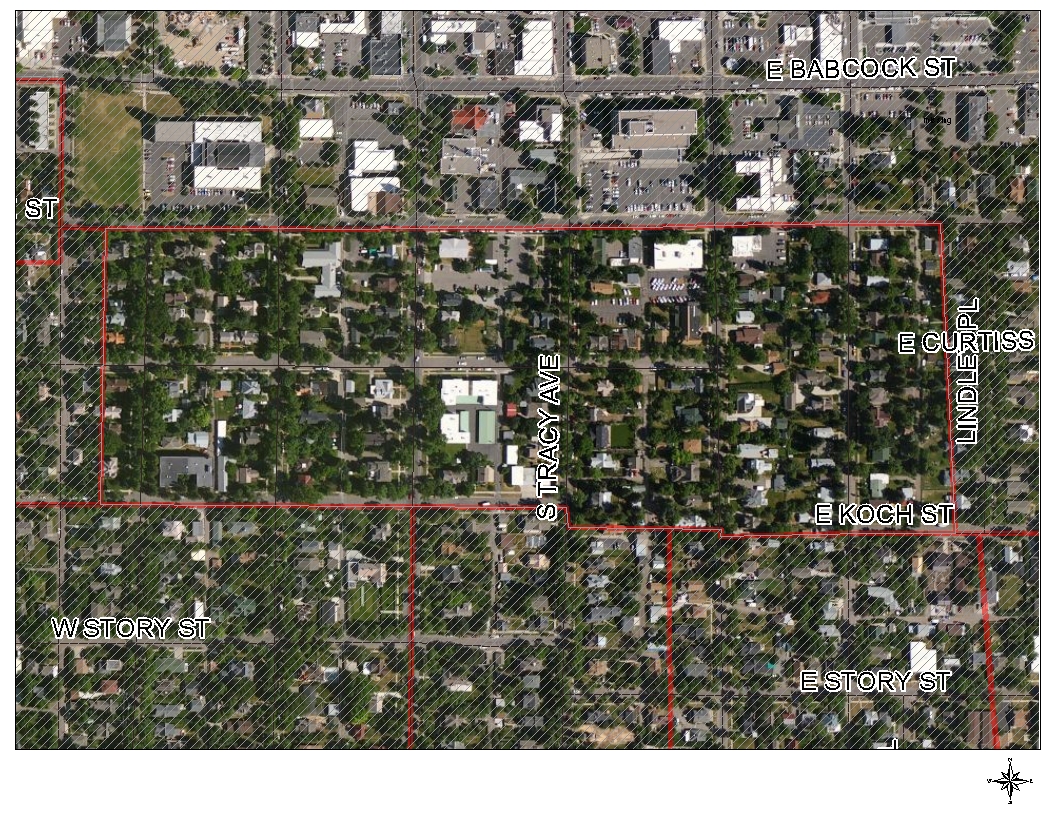 E BABCOCK ST
ST
E CURTISS
LINDLEY PL
S TRACY AVE
E KOCH ST
W STORY ST
E STORY ST